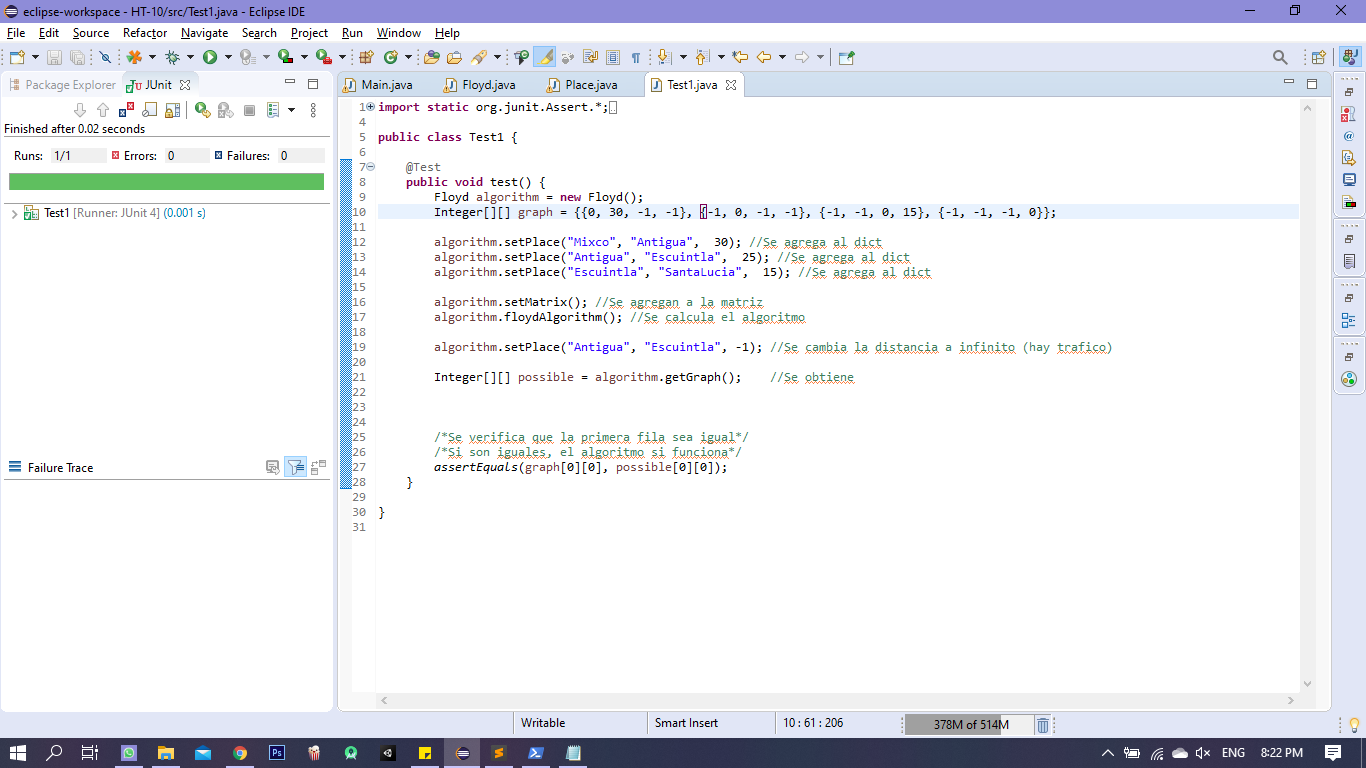 eclipse-workspace - HT-10/src/Test1.java - Eclipse IDE
File Edit Source Refactor Navigate Search Project Run Window Help
Package Explorer JUnit
Finished after 0.02 seconds
Runs: 1/1 Errors: 0 Failures: 0
Test1 [Runner: JUnit 4] (0.001 s)
Failure Trace
Main.java Floyd.java Place.java Test1.java
1 import static org.junit.Assert.*;
4
5 public class Test1 {
6
7 @Test
8 public void test() {
9 Floyd algorithm = new Floyd();
10 Integer[][] graph = {{0, 30, -1, -1}, {-1, 0, -1, -1}, {-1, -1, 0, 15}, {-1, -1, -1, 0}};
11
12 algorithm.setPlace("Mixco", "Antigua", 30); //Se agrega al dict
13 algorithm.setPlace("Antigua", "Escuintla", 25); //Se agrega al dict
14 algorithm.setPlace("Escuintla", "SantaLucia", 15); //Se agrega al dict
15
16 algorithm.setMatrix(); //Se agregan a la matriz
17 algorithm.floydAlgorithm(); //Se calcula el algoritmo
18
19 algorithm.setPlace("Antigua", "Escuintla", -1); //Se cambia la distancia a infinito (hay trafico)
20
21 Integer[][] possible = algorithm.getGraph(); //Se obtiene
22
23
24
25 /*Se verifica que la primera fila sea igual*/
26 /*Si son iguales, el algoritmo si funciona*/
27 assertEquals(graph[0][0], possible[0][0]);
28 }
29
30 }
31
Writable Smart Insert 10 : 61 : 206 378M of 514M
ENG 8:22 PM